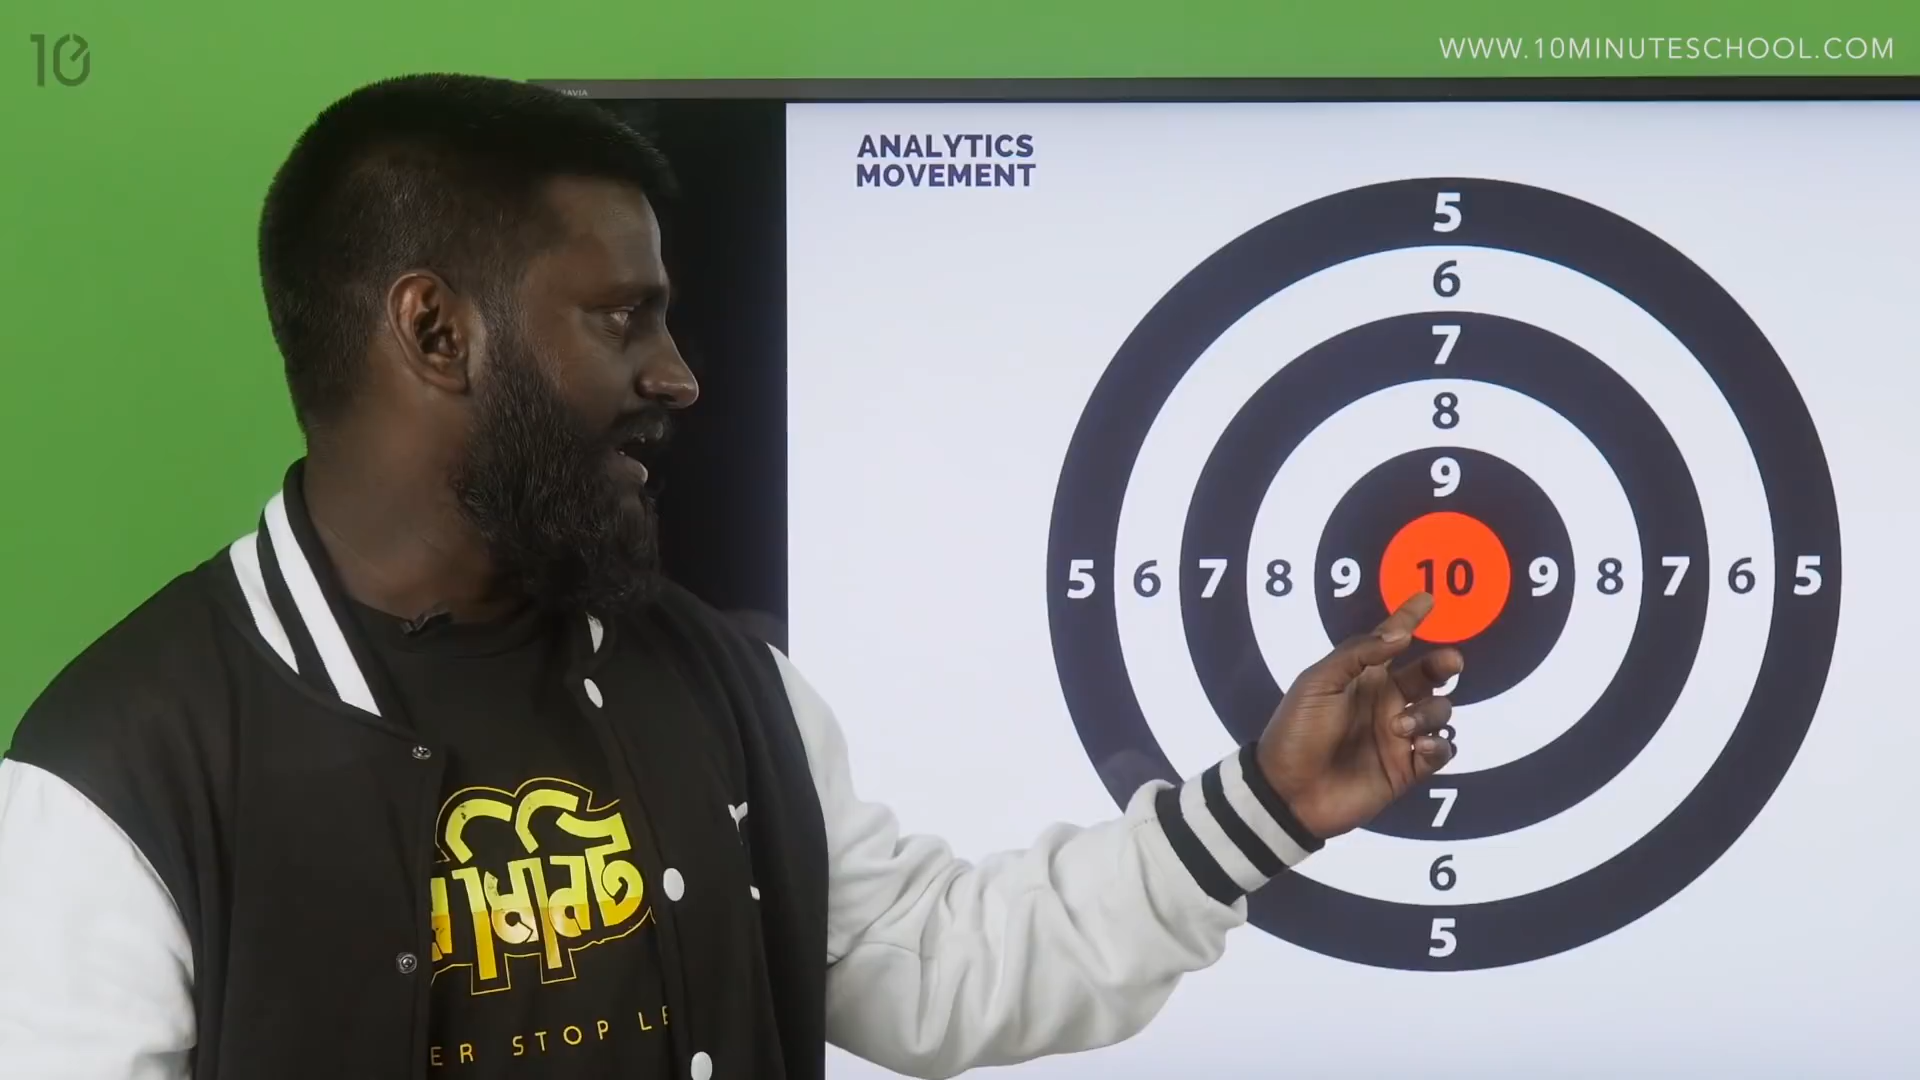 10
WWW.10MINUTESCHOOL.COM
ANALYTICS
MOVEMENT
5
6
7
8
9
5 6 7 8 9 10 9 8 7 6 5
7
6
5
মিনিট
STOP